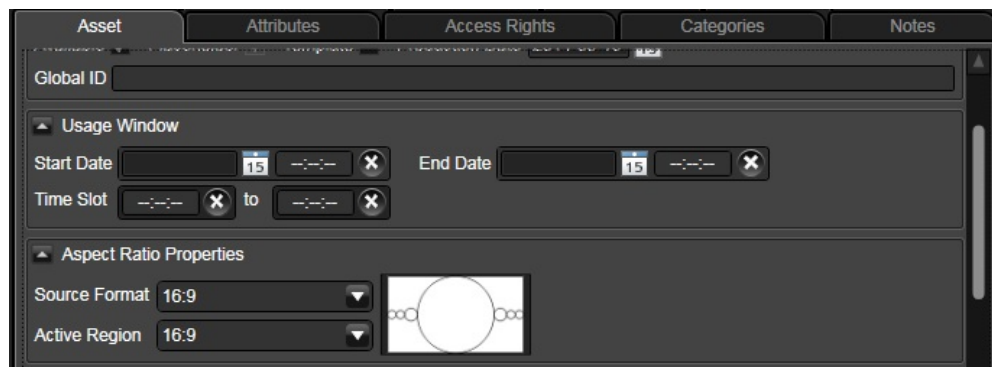 Asset Attributes Access Rights Categories Notes
Global ID
Usage Window
Start Date 15 --:--:-- End Date 15 --:--:--
Time Slot --:--:-- to --:--:--
Aspect Ratio Properties
Source Format 16:9
Active Region 16:9